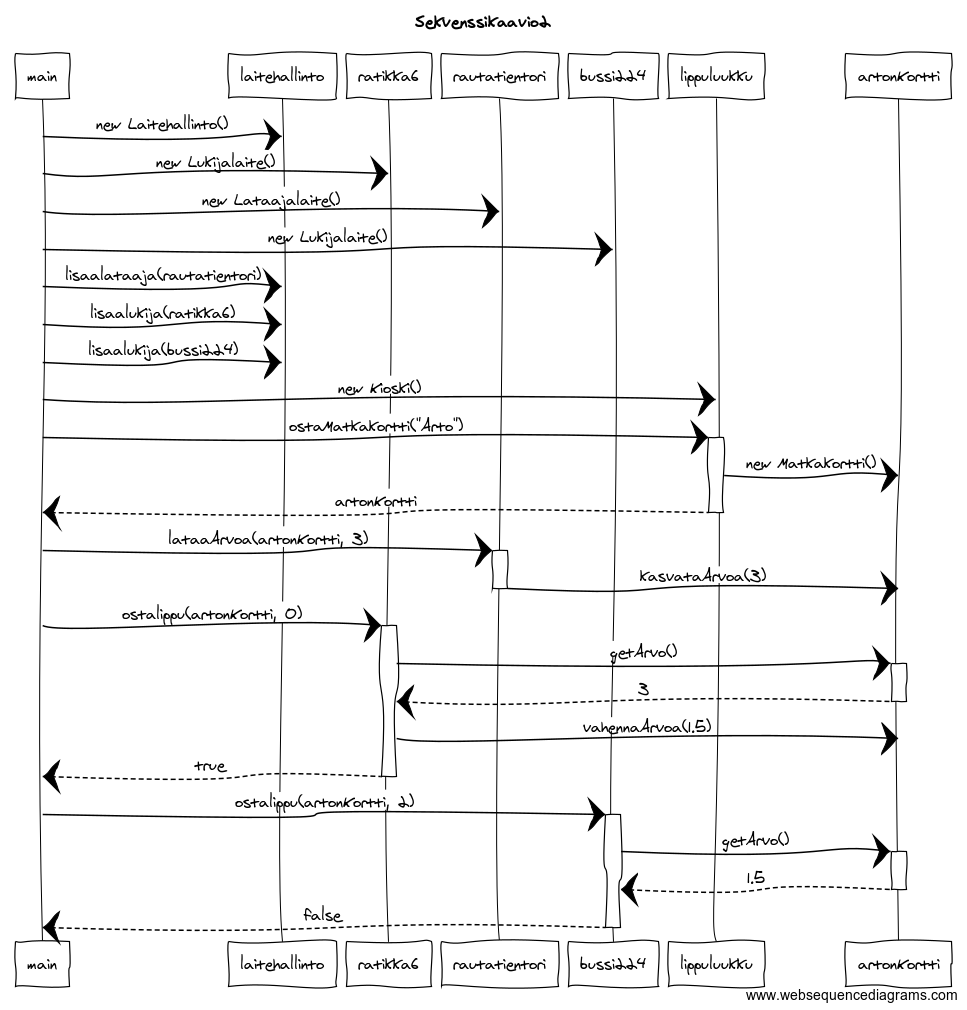 Sekvenssikaavio2
main laitehallinto ratikka6 rautatientori bussi224 lippuluukku artonkortti
new Laitehallinto()
new Lukijalaite()
new Lataajalaite()
new Lukijalaite()
lisaaLataaja(rautatientori)
lisaaLukija(ratikka6)
lisaaLukija(bussi224)
new Kioski()
ostaMatkakortti("Arto")
new Matkakortti()
artonkortti
lataaArvoa(artonkortti, 3)
kasvataArvoa(3)
ostaLippu(artonkortti, 0)
getArvo()
3
vahennaArvoa(1.5)
true
ostaLippu(artonkortti, 2)
getArvo()
1.5
false
main laitehallinto ratikka6 rautatientori bussi224 lippuluukku artonkortti
www.websequencediagrams.com